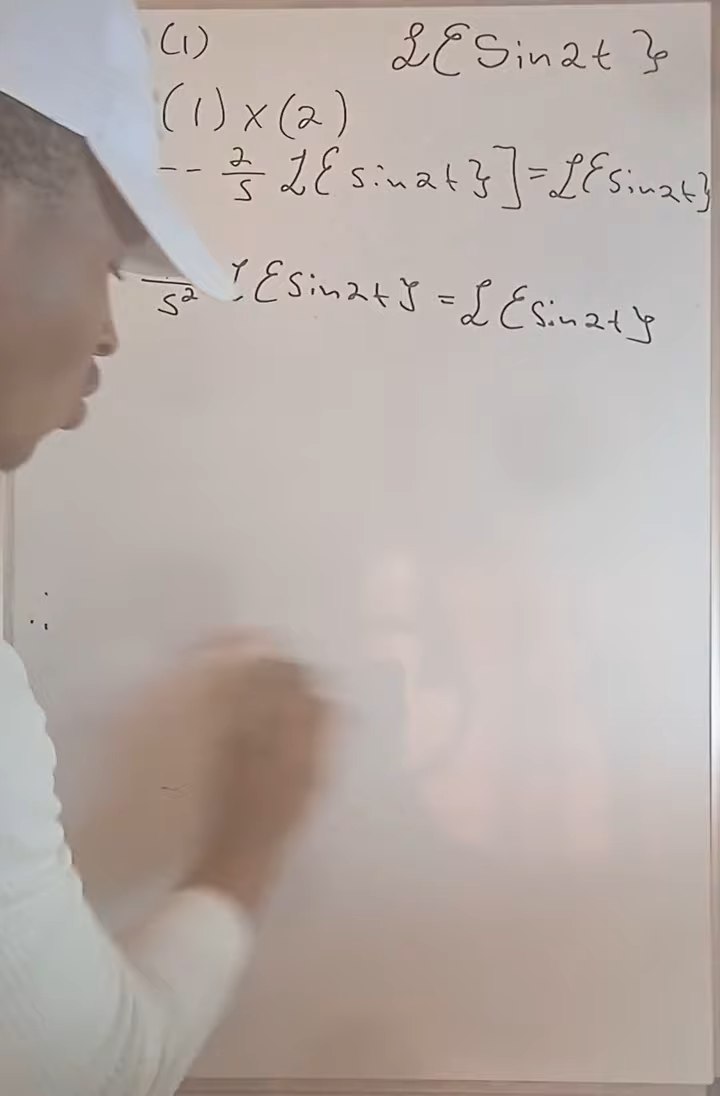 (1) ℒ{Sin2t}
(1) × (2)
-- 2/s ℒ{sin2t}] = ℒ{sin2t}
/s² ℒ{sin2t} = ℒ{sin2t}
∴